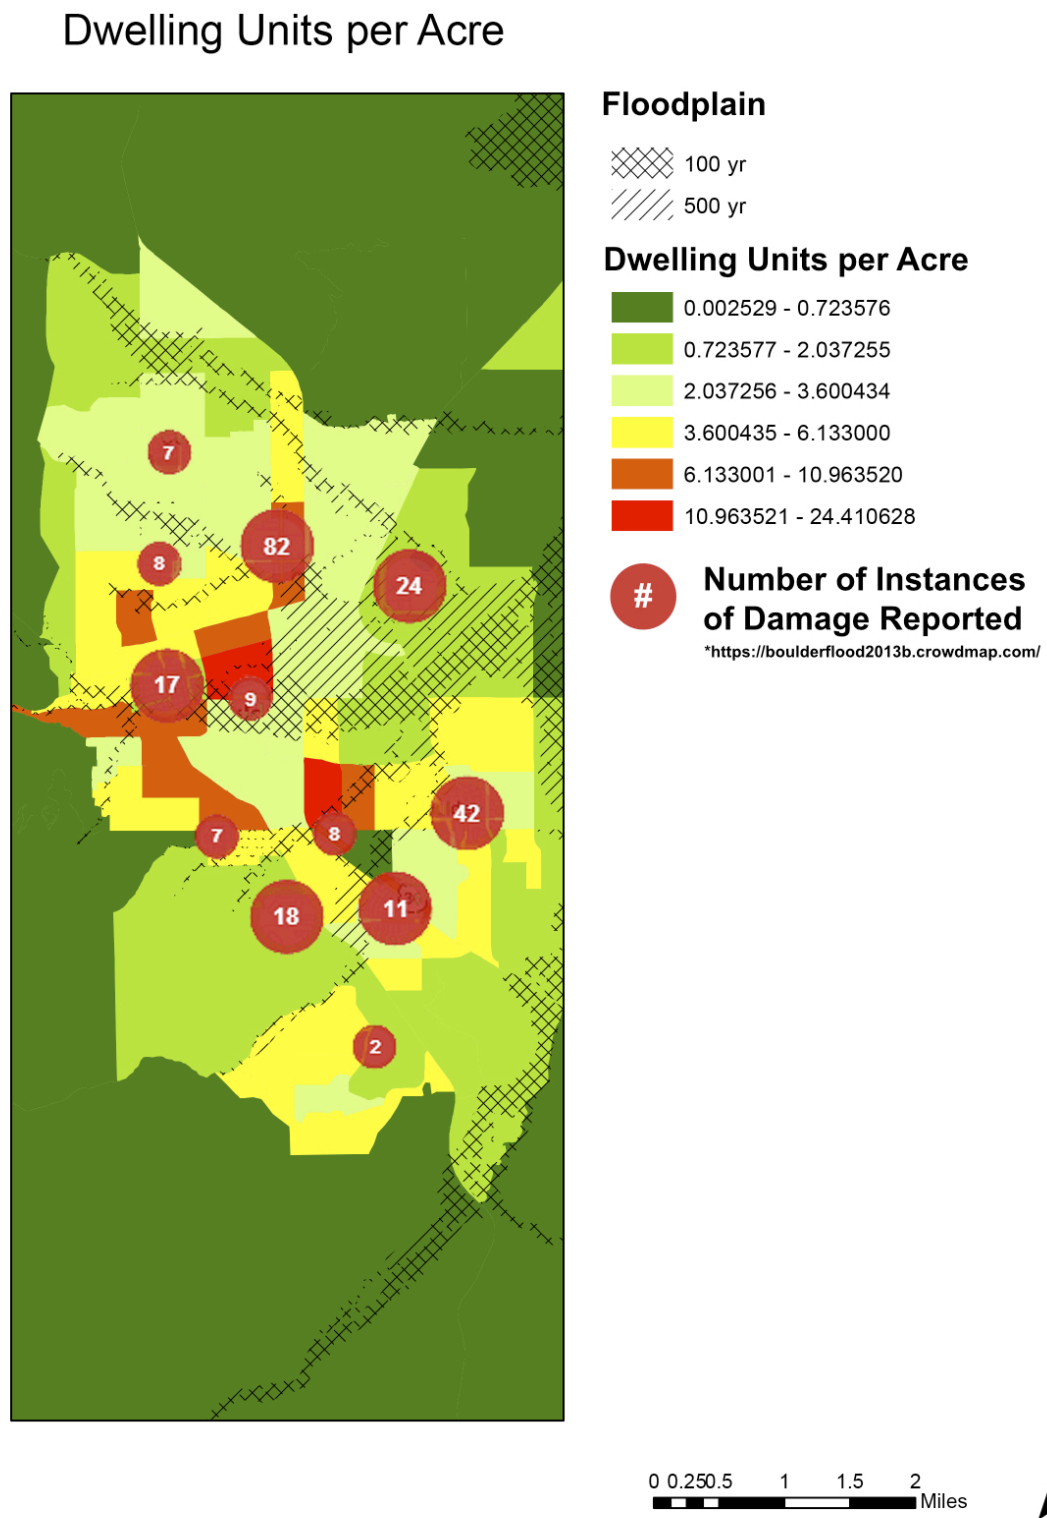 Dwelling Units per Acre
Floodplain
100 yr
500 yr
Dwelling Units per Acre
0.002529 - 0.723576
0.723577 - 2.037255
2.037256 - 3.600434
3.600435 - 6.133000
6.133001 - 10.963520
10.963521 - 24.410628
# Number of Instances
of Damage Reported
*https://boulderflood2013b.crowdmap.com/
7
82
8
24
17
9
42
7
8
18
11
2
0 0.25 0.5 1 1.5 2
Miles